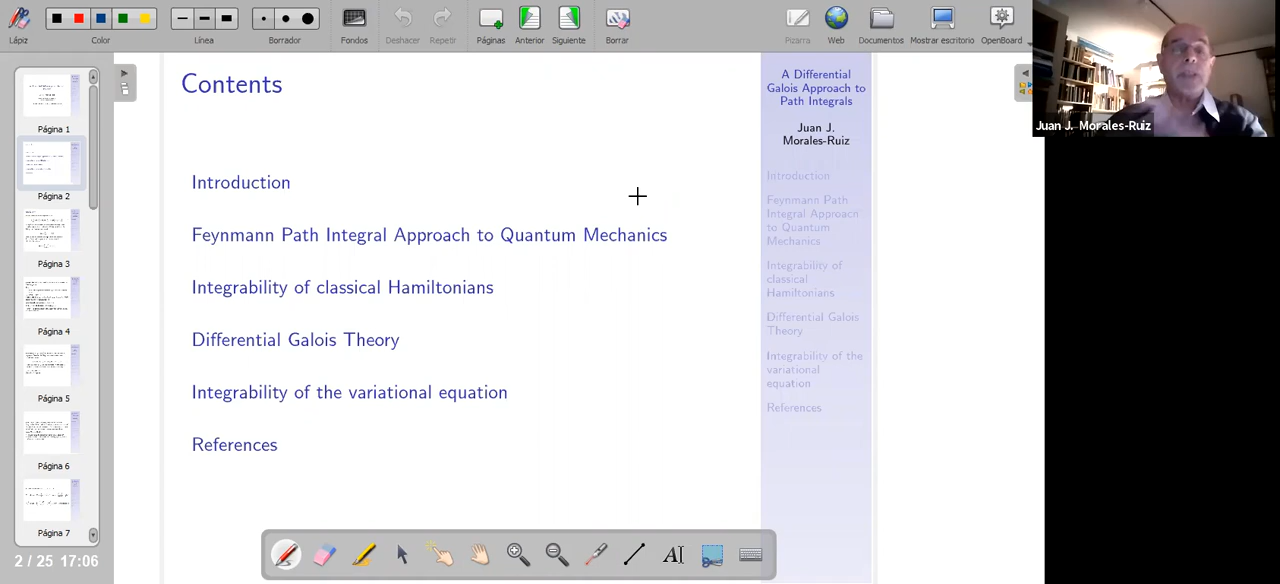 Lápiz
Color
Línea
Borrador
Fondos
Deshacer
Repetir
Páginas
Anterior
Siguiente
Borrar
Pizarra
Web
Documentos
Mostrar escritorio
OpenBoard
Juan J. Morales-Ruiz
Página 1
Página 2
Página 3
Página 4
Página 5
Página 6
Página 7
2 / 25 17:06
Contents
Introduction
Feynmann Path Integral Approach to Quantum Mechanics
Integrability of classical Hamiltonians
Differential Galois Theory
Integrability of the variational equation
References
A Differential
Galois Approach to
Path Integrals
Juan J.
Morales-Ruiz
Introduction
Feynmann Path
Integral Approach
to Quantum
Mechanics
Integrability of
classical
Hamiltonians
Differential Galois
Theory
Integrability of the
variational
equation
References
AI